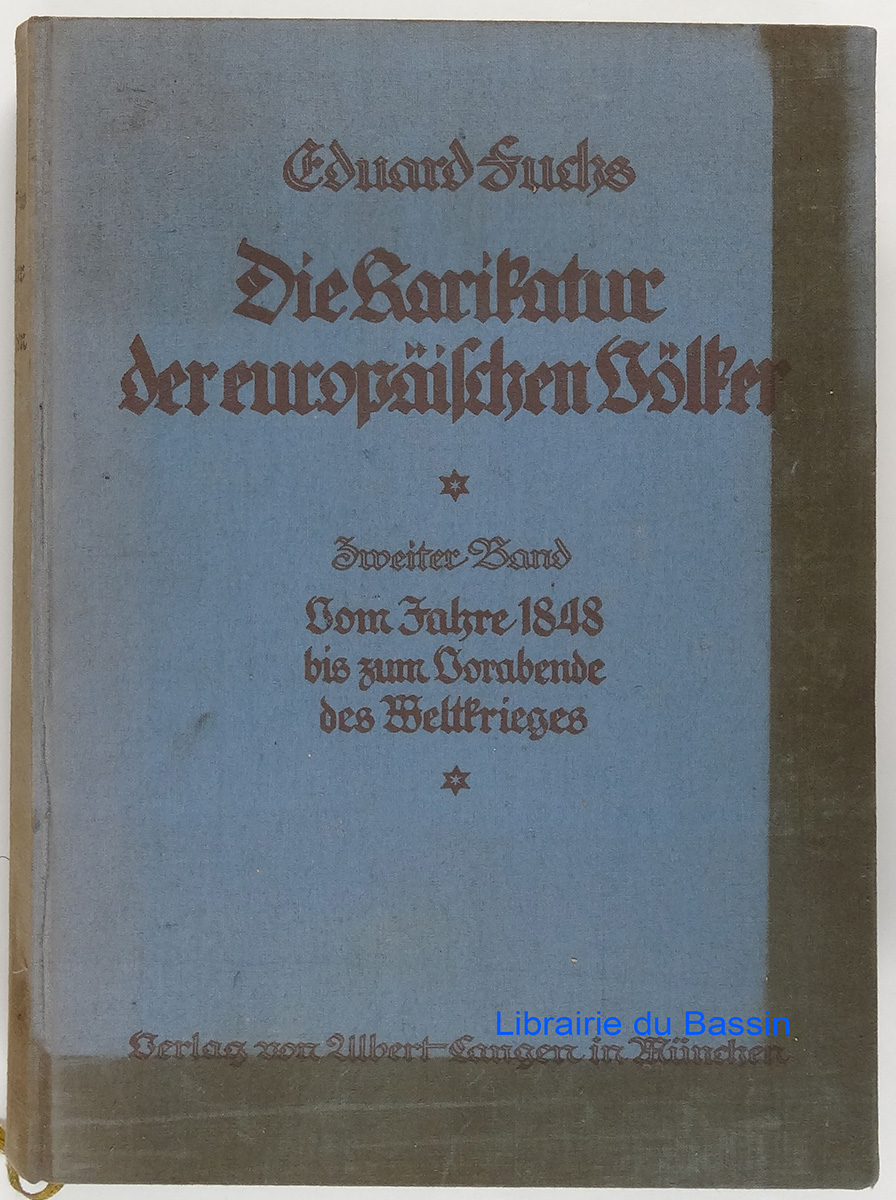 Eduard Fuchs
Die Karikatur
der europäischen Völker
Zweiter Band
Vom Jahre 1848
bis zum Vorabende
des Weltkrieges
Librairie du Bassin
Verlag von Albert Langen in München